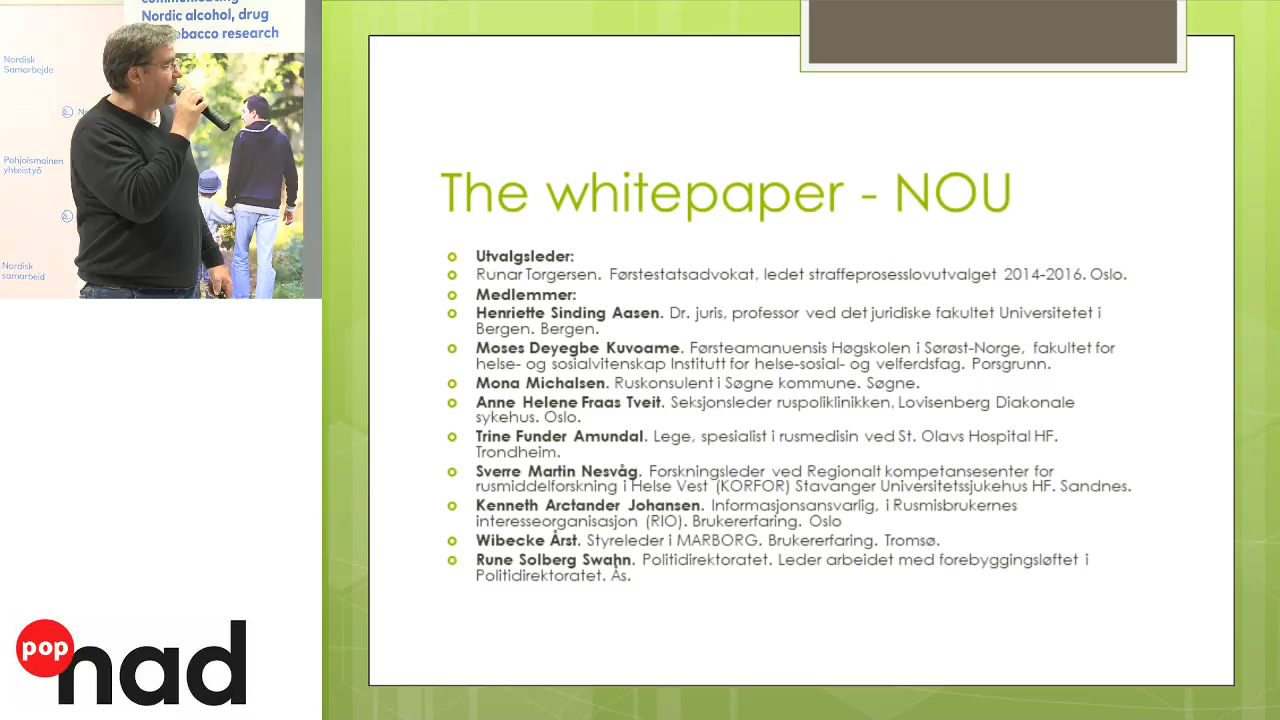 Nordic alcohol, drug
obacco research
Nordisk
Samarbejde
Pohjoismainen
yhteistyö
Nordisk
samarbeid
pop
nad
The whitepaper - NOU
Utvalgsleder:
Runar Torgersen. Førstestatsadvokat, ledet straffeprosesslovutvalget 2014-2016. Oslo.
Medlemmer:
Henriette Sinding Aasen. Dr. juris, professor ved det juridiske fakultet Universitetet i
Bergen. Bergen.
Moses Deyegbe Kuvoame. Førsteamanuensis Høgskolen i Sørøst-Norge, fakultet for
helse- og sosialvitenskap Institutt for helse-sosial- og velferdsfag. Porsgrunn.
Mona Michalsen. Ruskonsulent i Søgne kommune. Søgne.
Anne Helene Fraas Tveit. Seksjonsleder ruspoliklinikken, Lovisenberg Diakonale
sykehus. Oslo.
Trine Funder Amundal. Lege, spesialist i rusmedisin ved St. Olavs Hospital HF.
Trondheim.
Sverre Martin Nesvåg. Forskningsleder ved Regionalt kompetansesenter for
rusmiddelforskning i Helse Vest (KORFOR) Stavanger Universitetssjukehus HF. Sandnes.
Kenneth Arctander Johansen. Informasjonsansvarlig, i Rusmisbrukernes
interesseorganisasjon (RIO). Brukererfaring. Oslo
Wibecke Årst. Styreleder i MARBORG. Brukererfaring. Tromsø.
Rune Solberg Swahn. Politidirektoratet. Leder arbeidet med forebyggingsløftet i
Politidirektoratet. Ås.